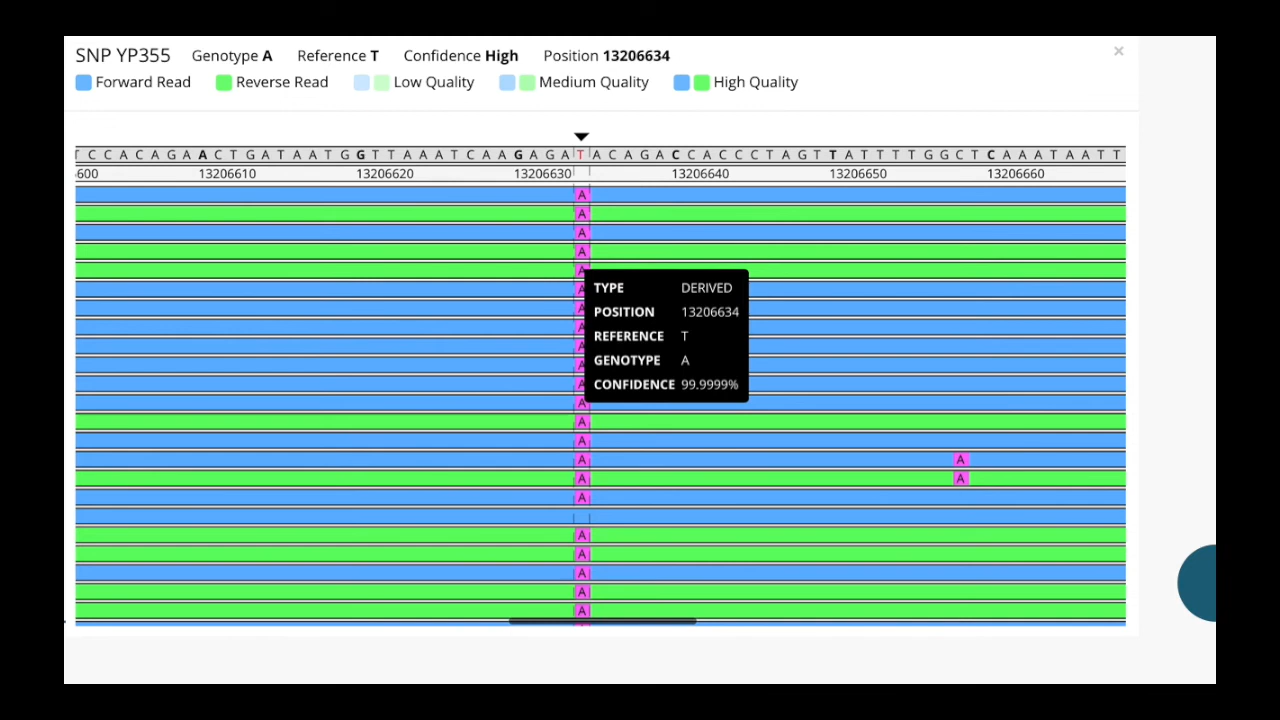 SNP YP355 Genotype A Reference T Confidence High Position 13206634 ×
Forward Read Reverse Read Low Quality Medium Quality High Quality
T C C A C A G A A C T G A T A A T G G T T A A A T C A A G A G A T A C A G A C C A C C C T A G T T A T T T T G G C T C A A A T A A T T
600 13206610 13206620 13206630 13206640 13206650 13206660
A
A
A
A
A
A
A
A
A
A
A
A
A
A
A A
A A
A
A
A
A
A
A
TYPE DERIVED
POSITION 13206634
REFERENCE T
GENOTYPE A
CONFIDENCE 99.9999%